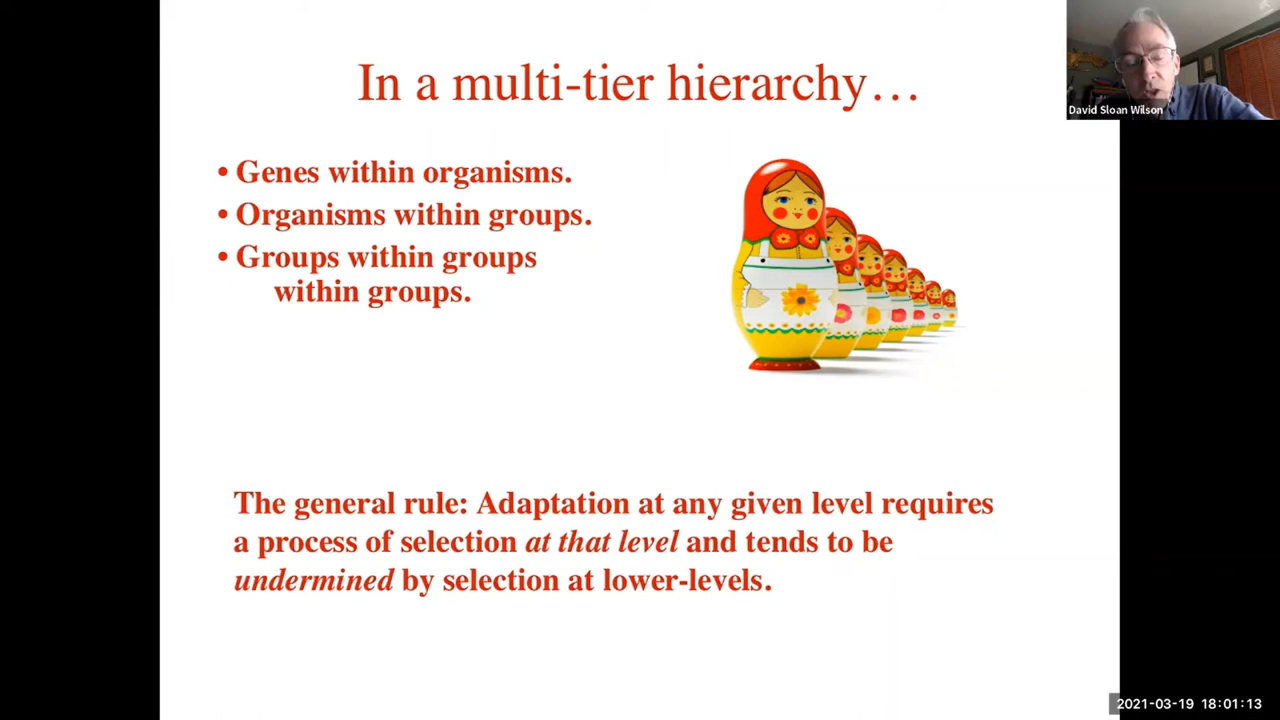 In a multi-tier hierarchy…
• Genes within organisms.
• Organisms within groups.
• Groups within groups
within groups.
The general rule: Adaptation at any given level requires
a process of selection at that level and tends to be
undermined by selection at lower-levels.
David Sloan Wilson
2021-03-19 18:01:13